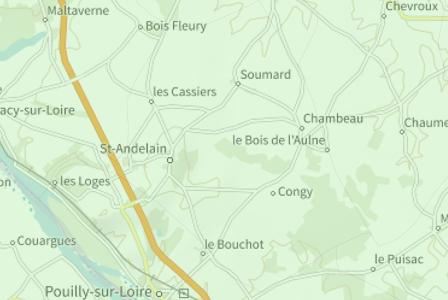 Maltaverne
Chevroux
Bois Fleury
Soumard
les Cassiers
acy-sur-Loire
Chambeau
Chaume
le Bois de l'Aulne
St-Andelain
on
les Loges
Congy
M
Couargues
le Bouchot
le Puisac
Pouilly-sur-Loire